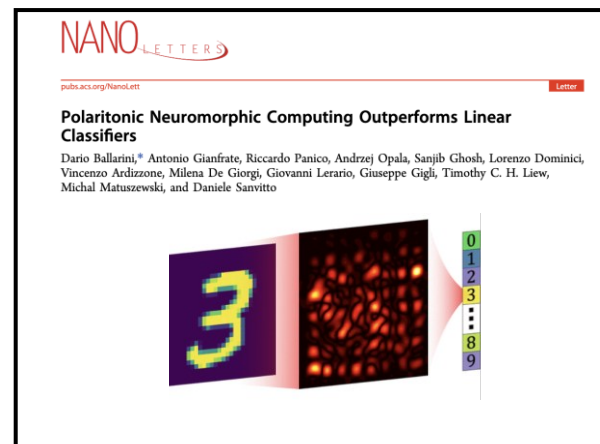 NANO LETTERS
pubs.acs.org/NanoLett
Letter
Polaritonic Neuromorphic Computing Outperforms Linear
Classifiers
Dario Ballarini,* Antonio Gianfrate, Riccardo Panico, Andrzej Opala, Sanjib Ghosh, Lorenzo Dominici,
Vincenzo Ardizzone, Milena De Giorgi, Giovanni Lerario, Giuseppe Gigli, Timothy C. H. Liew,
Michal Matuszewski, and Daniele Sanvitto
3
0
1
2
3
8
9